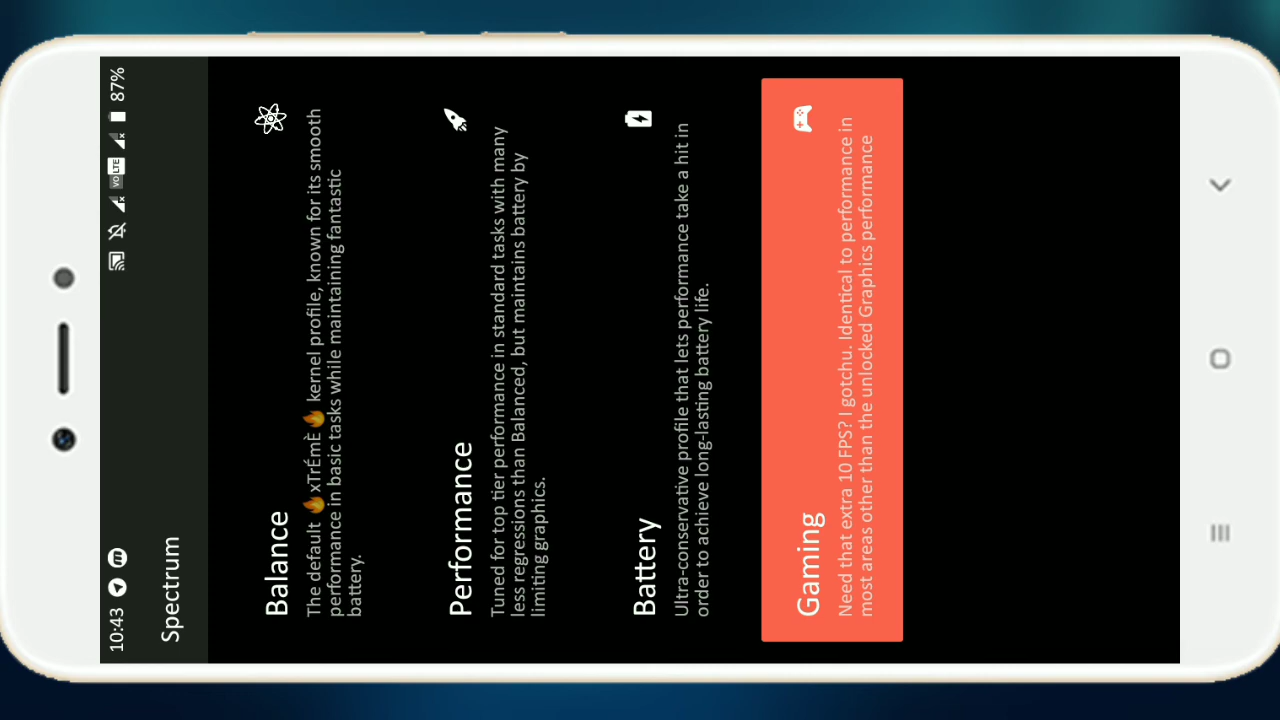 10:43
VO LTE
87%
Spectrum
Balance
The default 🔥 xTrÉmÈ 🔥 kernel profile, known for its smooth
performance in basic tasks while maintaining fantastic
battery.
Performance
Tuned for top tier performance in standard tasks with many
less regressions than Balanced, but maintains battery by
limiting graphics.
Battery
Ultra-conservative profile that lets performance take a hit in
order to achieve long-lasting battery life.
Gaming
Need that extra 10 FPS? I gotchu. Identical to performance in
most areas other than the unlocked Graphics performance